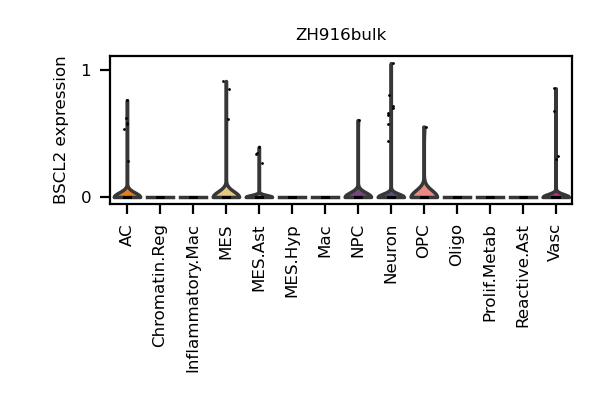 ZH916bulk
BSCL2 expression
1
0
AC
Chromatin.Reg
Inflammatory.Mac
MES
MES.Ast
MES.Hyp
Mac
NPC
Neuron
OPC
Oligo
Prolif.Metab
Reactive.Ast
Vasc